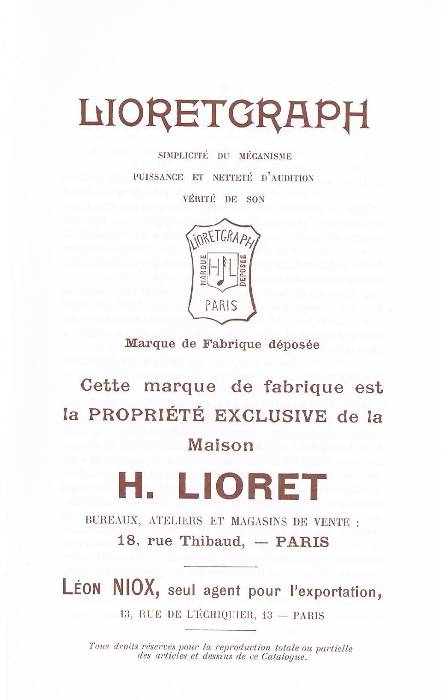 LIORETGRAPH
SIMPLICITÉ DU MÉCANISME
PUISSANCE ET NETTETÉ D'AUDITION
VÉRITÉ DE SON
LIORETGRAPH
MARQUE
HL
DÉPOSÉE
PARIS
Marque de Fabrique déposée
Cette marque de fabrique est
la PROPRIÉTÉ EXCLUSIVE de la
Maison
H. LIORET
BUREAUX, ATELIERS ET MAGASINS DE VENTE :
18, rue Thibaud, — PARIS
LÉON NIOX, seul agent pour l'exportation,
13, RUE DE L'ÉCHIQUIER, 13 — PARIS
Tous droits réservés pour la reproduction totale ou partielle
des articles et dessins de ce Catalogue.